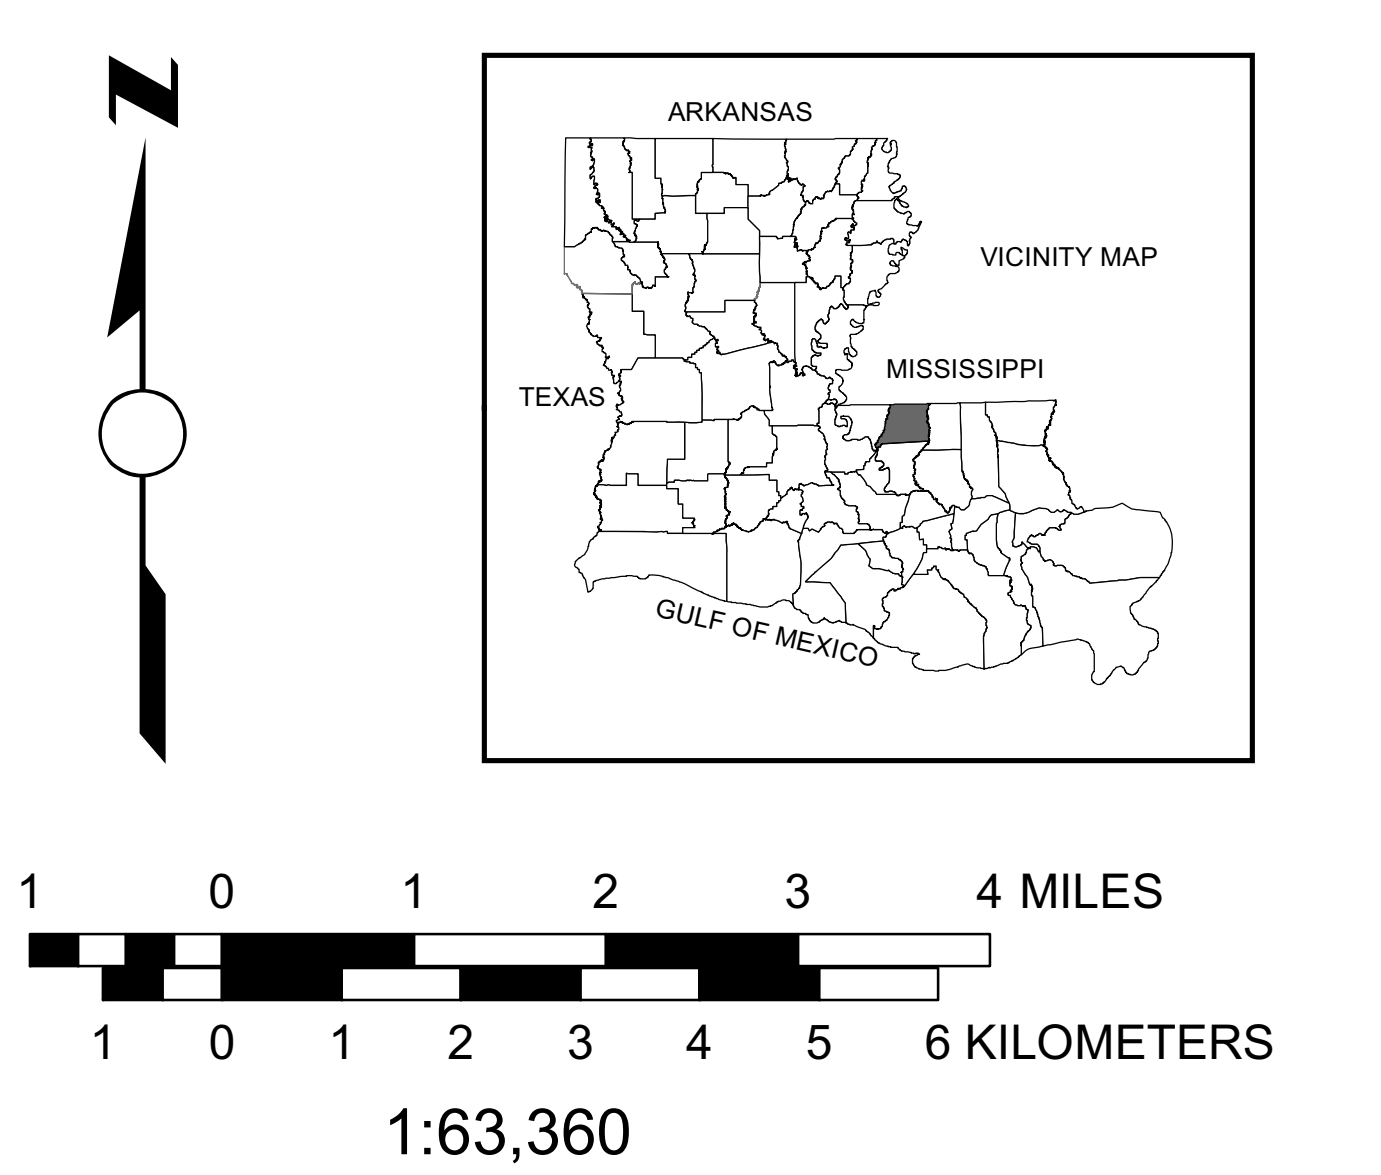 N
ARKANSAS
VICINITY MAP
MISSISSIPPI
TEXAS
GULF OF MEXICO
1 0 1 2 3 4 MILES
1 0 1 2 3 4 5 6 KILOMETERS
1:63,360